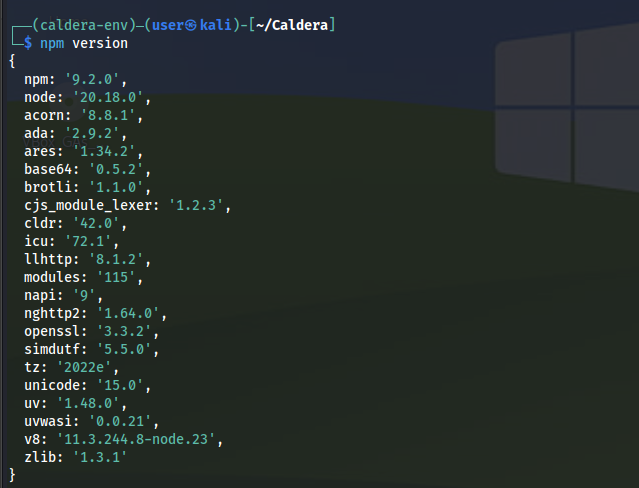 ┌──(caldera-env)─(user㉿kali)-[~/Caldera]
└─$ npm version
{
  npm: '9.2.0',
  node: '20.18.0',
  acorn: '8.8.1',
  ada: '2.9.2',
  ares: '1.34.2',
  base64: '0.5.2',
  brotli: '1.1.0',
  cjs_module_lexer: '1.2.3',
  cldr: '42.0',
  icu: '72.1',
  llhttp: '8.1.2',
  modules: '115',
  napi: '9',
  nghttp2: '1.64.0',
  openssl: '3.3.2',
  simdutf: '5.5.0',
  tz: '2022e',
  unicode: '15.0',
  uv: '1.48.0',
  uvwasi: '0.0.21',
  v8: '11.3.244.8-node.23',
  zlib: '1.3.1'
}